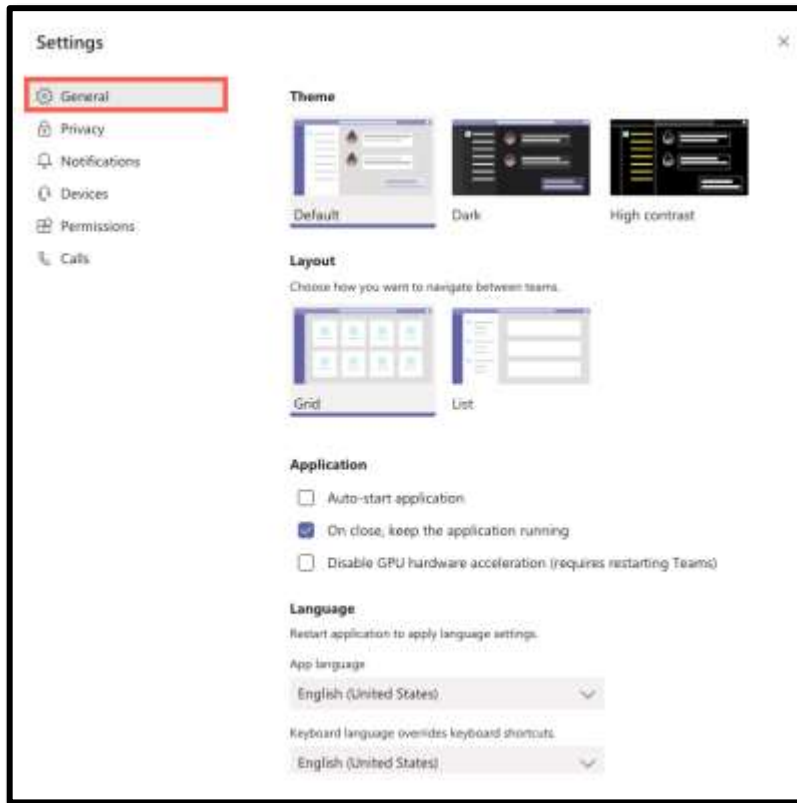 Settings
General
Privacy
Notifications
Devices
Permissions
Calls
Theme
Default Dark High contrast
Layout
Choose how you want to navigate between teams.
Grid List
Application
Auto-start application
On close, keep the application running
Disable GPU hardware acceleration (requires restarting Teams)
Language
Restart application to apply language settings.
App language
English (United States)
Keyboard language overrides keyboard shortcuts.
English (United States)